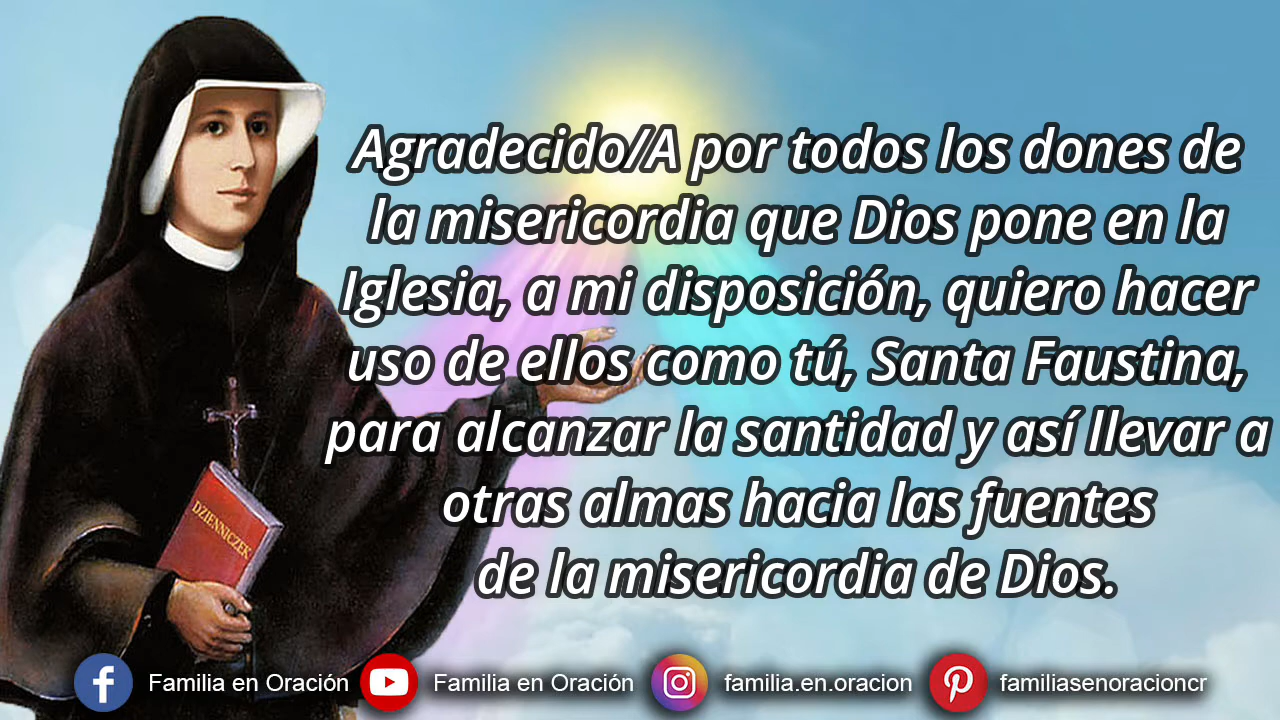 Agradecido/A por todos los dones de
la misericordia que Dios pone en la
Iglesia, a mi disposición, quiero hacer
uso de ellos como tú, Santa Faustina,
para alcanzar la santidad y así llevar a
otras almas hacia las fuentes
de la misericordia de Dios.
DZIENNICZEK
Familia en Oración
Familia en Oración
familia.en.oracion
familiasenoracioncr